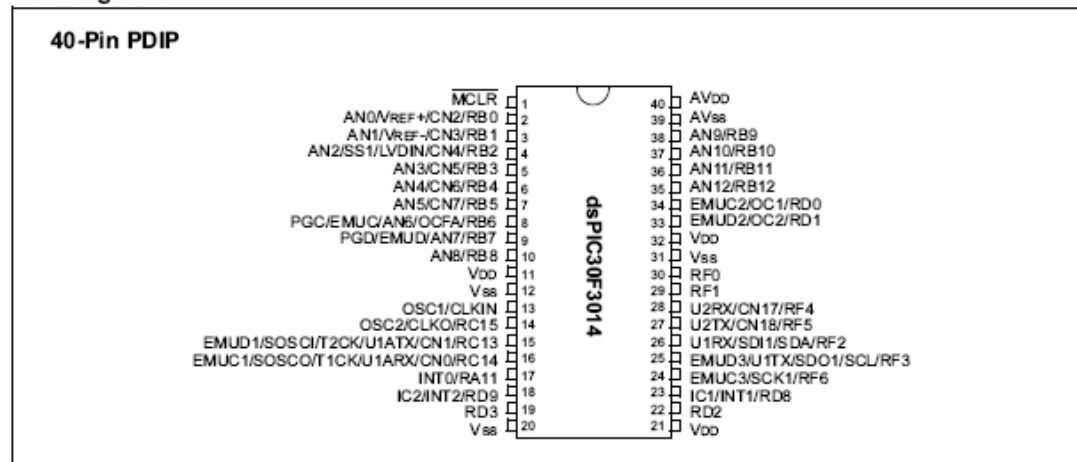 40-Pin PDIP
MCLR 1
AN0/VREF+/CN2/RB0 2
AN1/VREF-/CN3/RB1 3
AN2/SS1/LVDIN/CN4/RB2 4
AN3/CN5/RB3 5
AN4/CN6/RB4 6
AN5/CN7/RB5 7
PGC/EMUC/AN6/OCFA/RB6 8
PGD/EMUD/AN7/RB7 9
AN8/RB8 10
VDD 11
VSS 12
OSC1/CLKIN 13
OSC2/CLKO/RC15 14
EMUD1/SOSCI/T2CK/U1ATX/CN1/RC13 15
EMUC1/SOSCO/T1CK/U1ARX/CN0/RC14 16
INT0/RA11 17
IC2/INT2/RD9 18
RD3 19
VSS 20
dsPIC30F3014
40 AVDD
39 AVSS
38 AN9/RB9
37 AN10/RB10
36 AN11/RB11
35 AN12/RB12
34 EMUC2/OC1/RD0
33 EMUD2/OC2/RD1
32 VDD
31 VSS
30 RF0
29 RF1
28 U2RX/CN17/RF4
27 U2TX/CN18/RF5
26 U1RX/SDI1/SDA/RF2
25 EMUD3/U1TX/SDO1/SCL/RF3
24 EMUC3/SCK1/RF6
23 IC1/INT1/RD8
22 RD2
21 VDD